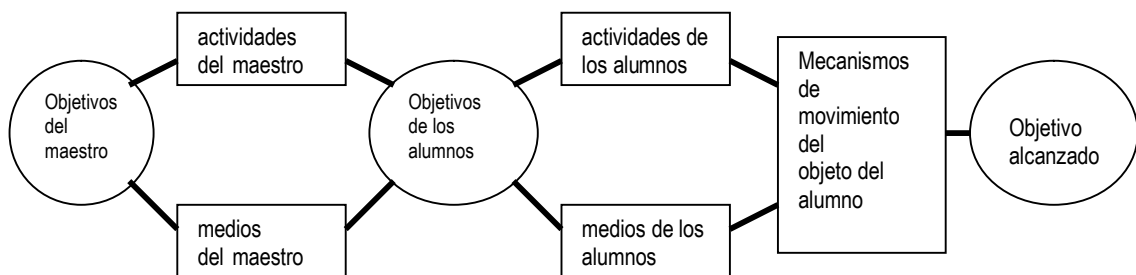 Objetivos
del
maestro
actividades
del maestro
medios
del maestro
Objetivos
de los
alumnos
actividades de
los alumnos
medios de los
alumnos
Mecanismos
de
movimiento
del
objeto del
alumno
Objetivo
alcanzado